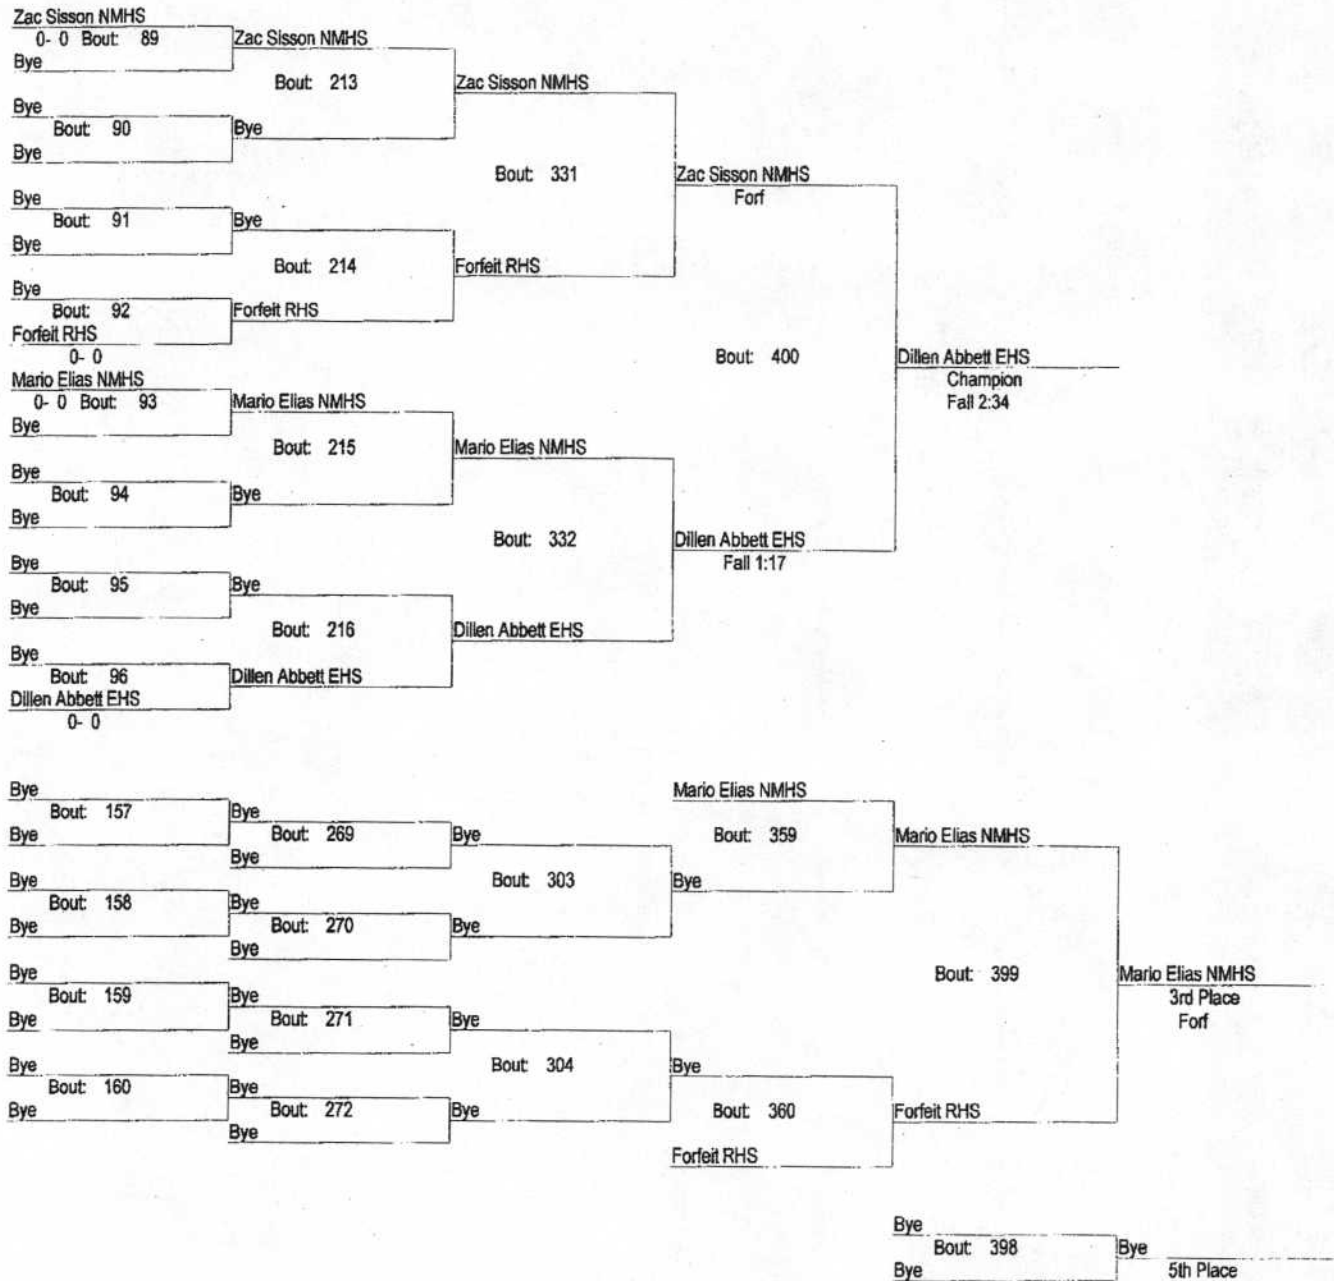 Zac Sisson NMHS
0- 0 Bout: 89
Bye
Zac Sisson NMHS
Bout: 213
Bye
Bout: 90
Bye
Bye
Zac Sisson NMHS
Bout: 331
Bye
Bout: 91
Bye
Bye
Bout: 214
Bye
Bout: 92
Forfeit RHS
0- 0
Forfeit RHS
Forfeit RHS
Zac Sisson NMHS
Forf
Bout: 400
Mario Elias NMHS
0- 0 Bout: 93
Bye
Mario Elias NMHS
Bout: 215
Bye
Bout: 94
Bye
Bye
Mario Elias NMHS
Bout: 332
Bye
Bout: 95
Bye
Bye
Bout: 216
Bye
Bout: 96
Dillen Abbett EHS
0- 0
Dillen Abbett EHS
Dillen Abbett EHS
Dillen Abbett EHS
Fall 1:17
Dillen Abbett EHS
Champion
Fall 2:34
Bye
Bout: 157
Bye
Bye
Bout: 269
Bye
Bye
Bout: 158
Bye
Bye
Bout: 270
Bye
Bye
Bout: 303
Bye
Bye
Bout: 159
Bye
Bye
Bout: 271
Bye
Bye
Bout: 160
Bye
Bye
Bout: 272
Bye
Bye
Bout: 304
Bye
Mario Elias NMHS
Bout: 359
Bye
Mario Elias NMHS
Bout: 399
Bye
Bout: 360
Forfeit RHS
Forfeit RHS
Mario Elias NMHS
3rd Place
Forf
Bye
Bout: 398
Bye
Bye
5th Place